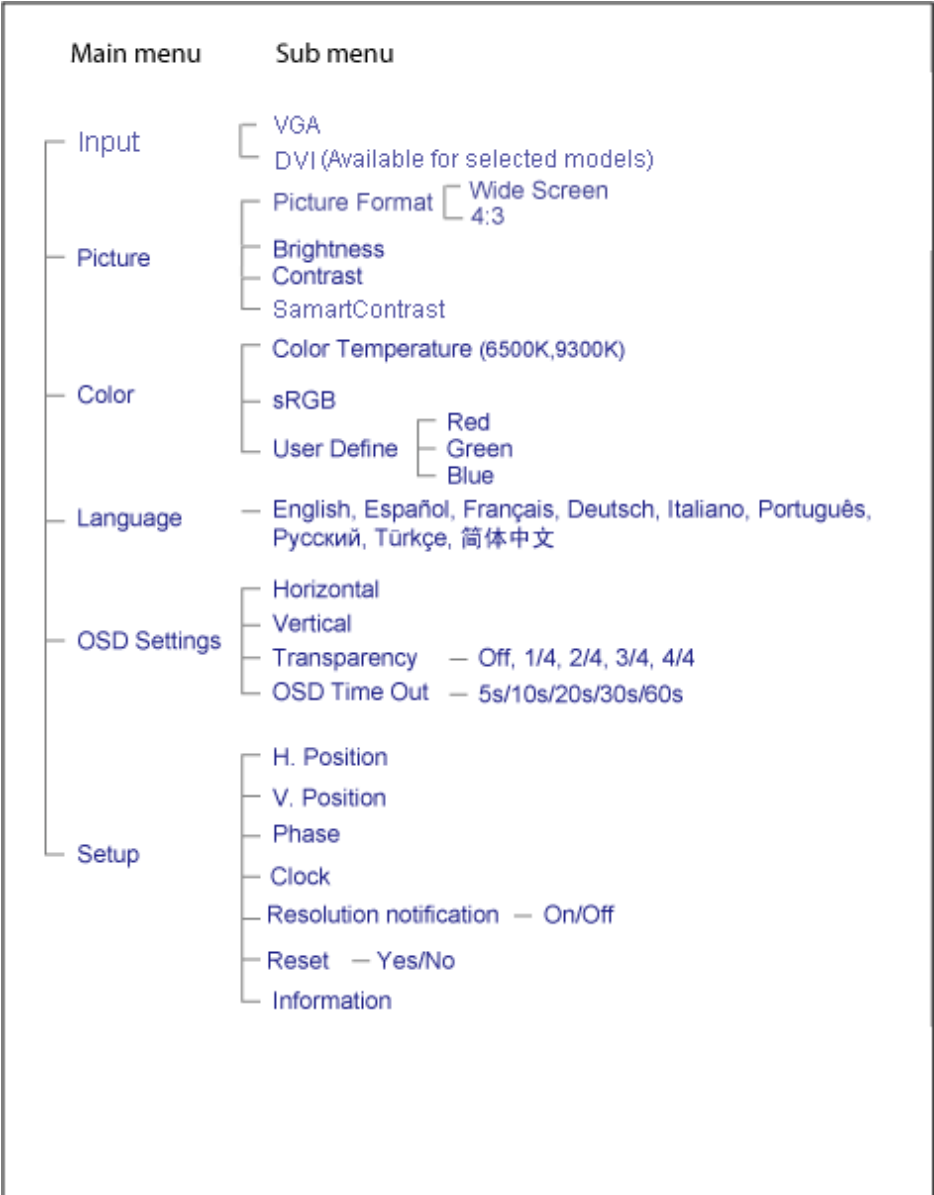 Main menu Sub menu
Input VGA
DVI (Available for selected models)
Picture Picture Format Wide Screen
4:3
Brightness
Contrast
SamartContrast
Color Color Temperature (6500K,9300K)
sRGB
User Define Red
Green
Blue
Language English, Español, Français, Deutsch, Italiano, Português,
Русский, Türkçe, 简体中文
OSD Settings Horizontal
Vertical
Transparency Off, 1/4, 2/4, 3/4, 4/4
OSD Time Out 5s/10s/20s/30s/60s
Setup H. Position
V. Position
Phase
Clock
Resolution notification On/Off
Reset Yes/No
Information